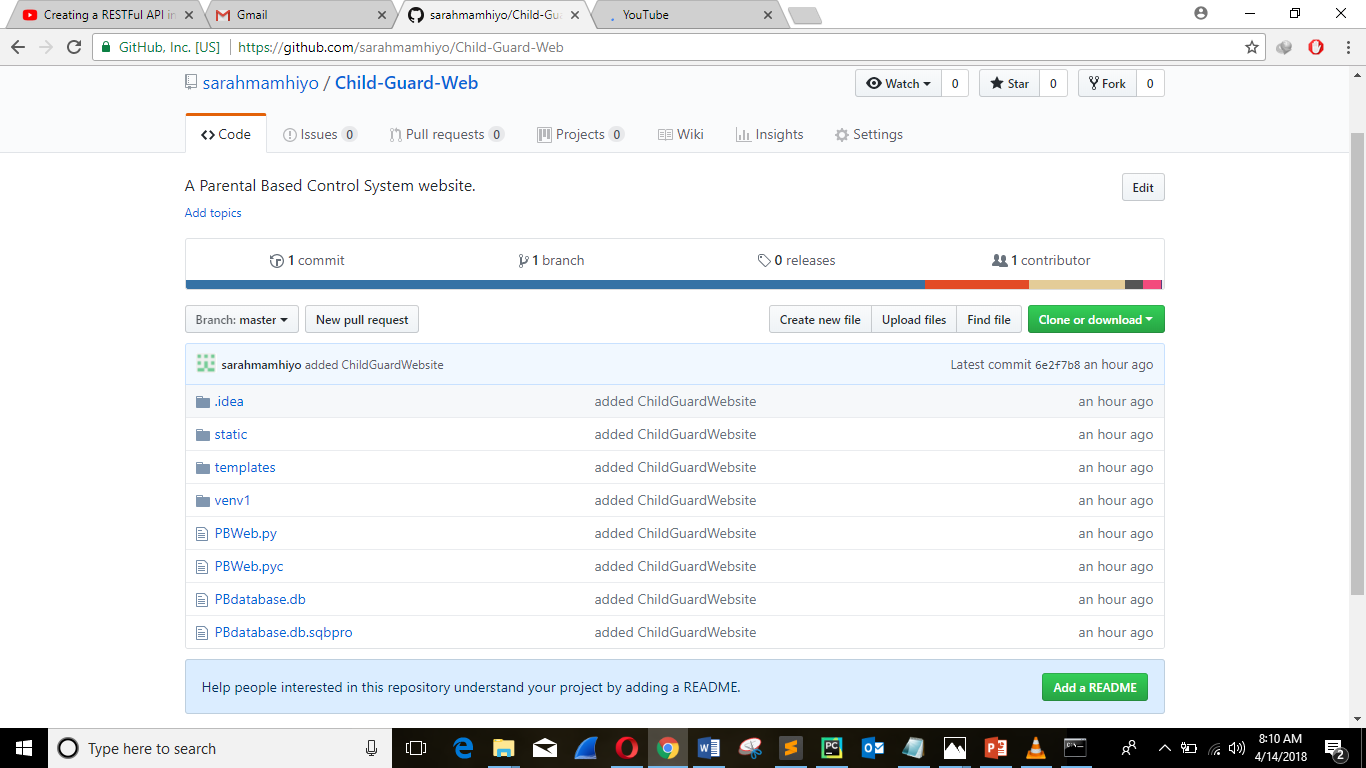 Creating a RESTFul API in
Gmail
sarahmamhiyo/Child-Gua
YouTube
GitHub, Inc. [US] https://github.com/sarahmamhiyo/Child-Guard-Web
sarahmamhiyo / Child-Guard-Web
Watch 0 Star 0 Fork 0
Code Issues 0 Pull requests 0 Projects 0 Wiki Insights Settings
A Parental Based Control System website.
Edit
Add topics
1 commit 1 branch 0 releases 1 contributor
Branch: master New pull request Create new file Upload files Find file Clone or download
sarahmamhiyo added ChildGuardWebsite Latest commit 6e2f7b8 an hour ago
.idea added ChildGuardWebsite an hour ago
static added ChildGuardWebsite an hour ago
templates added ChildGuardWebsite an hour ago
venv1 added ChildGuardWebsite an hour ago
PBWeb.py added ChildGuardWebsite an hour ago
PBWeb.pyc added ChildGuardWebsite an hour ago
PBdatabase.db added ChildGuardWebsite an hour ago
PBdatabase.db.sqbpro added ChildGuardWebsite an hour ago
Help people interested in this repository understand your project by adding a README. Add a README
Type here to search
8:10 AM
4/14/2018
2